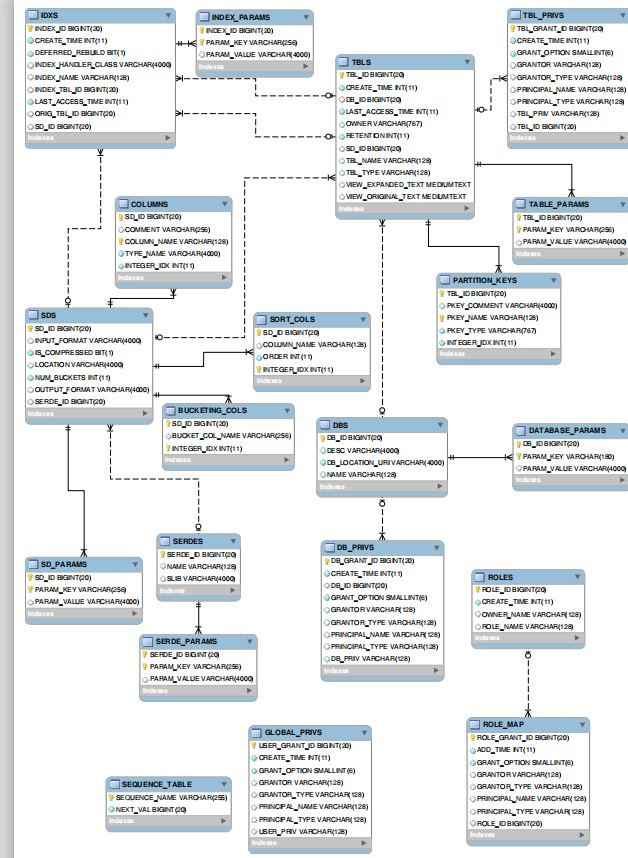 IDXS
INDEX_ID BIGINT(20)
CREATE_TIME INT(11)
DEFERRED_REBUILD BIT(1)
INDEX_HANDLER_CLASS VARCHAR(4000)
INDEX_NAME VARCHAR(128)
INDEX_TBL_ID BIGINT(20)
LAST_ACCESS_TIME INT(11)
ORIG_TBL_ID BIGINT(20)
SD_ID BIGINT(20)
Indexes
INDEX_PARAMS
INDEX_ID BIGINT(20)
PARAM_KEY VARCHAR(256)
PARAM_VALUE VARCHAR(4000)
Indexes
TBLS
TBL_ID BIGINT(20)
CREATE_TIME INT(11)
DB_ID BIGINT(20)
LAST_ACCESS_TIME INT(11)
OWNER VARCHAR(767)
RETENTION INT(11)
SD_ID BIGINT(20)
TBL_NAME VARCHAR(128)
TBL_TYPE VARCHAR(128)
VIEW_EXPANDED_TEXT MEDIUMTEXT
VIEW_ORIGINAL_TEXT MEDIUMTEXT
Indexes
TBL_PRIVS
TBL_GRANT_ID BIGINT(20)
CREATE_TIME INT(11)
GRANT_OPTION SMALLINT(6)
GRANTOR VARCHAR(128)
GRANTOR_TYPE VARCHAR(128)
PRINCIPAL_NAME VARCHAR(128)
PRINCIPAL_TYPE VARCHAR(128)
TBL_PRIV VARCHAR(128)
TBL_ID BIGINT(20)
Indexes
COLUMNS
SD_ID BIGINT(20)
COMMENT VARCHAR(256)
COLUMN_NAME VARCHAR(128)
TYPE_NAME VARCHAR(4000)
INTEGER_IDX INT(11)
Indexes
TABLE_PARAMS
TBL_ID BIGINT(20)
PARAM_KEY VARCHAR(256)
PARAM_VALUE VARCHAR(4000)
Indexes
PARTITION_KEYS
TBL_ID BIGINT(20)
PKEY_COMMENT VARCHAR(4000)
PKEY_NAME VARCHAR(128)
PKEY_TYPE VARCHAR(767)
INTEGER_IDX INT(11)
Indexes
SDS
SD_ID BIGINT(20)
INPUT_FORMAT VARCHAR(4000)
IS_COMPRESSED BIT(1)
LOCATION VARCHAR(4000)
NUM_BUCKETS INT(11)
OUTPUT_FORMAT VARCHAR(4000)
SERDE_ID BIGINT(20)
Indexes
SORT_COLS
SD_ID BIGINT(20)
COLUMN_NAME VARCHAR(128)
ORDER INT(11)
INTEGER_IDX INT(11)
Indexes
BUCKETING_COLS
SD_ID BIGINT(20)
BUCKET_COL_NAME VARCHAR(256)
INTEGER_IDX INT(11)
Indexes
DBS
DB_ID BIGINT(20)
DESC VARCHAR(4000)
DB_LOCATION_URI VARCHAR(4000)
NAME VARCHAR(128)
Indexes
DATABASE_PARAMS
DB_ID BIGINT(20)
PARAM_KEY VARCHAR(180)
PARAM_VALUE VARCHAR(4000)
Indexes
SD_PARAMS
SD_ID BIGINT(20)
PARAM_KEY VARCHAR(256)
PARAM_VALUE VARCHAR(4000)
Indexes
SERDES
SERDE_ID BIGINT(20)
NAME VARCHAR(128)
SLIB VARCHAR(4000)
Indexes
DB_PRIVS
DB_GRANT_ID BIGINT(20)
CREATE_TIME INT(11)
DB_ID BIGINT(20)
GRANT_OPTION SMALLINT(6)
GRANTOR VARCHAR(128)
GRANTOR_TYPE VARCHAR(128)
PRINCIPAL_NAME VARCHAR(128)
PRINCIPAL_TYPE VARCHAR(128)
DB_PRIV VARCHAR(128)
Indexes
ROLES
ROLE_ID BIGINT(20)
CREATE_TIME INT(11)
OWNER_NAME VARCHAR(128)
ROLE_NAME VARCHAR(128)
Indexes
SERDE_PARAMS
SERDE_ID BIGINT(20)
PARAM_KEY VARCHAR(256)
PARAM_VALUE VARCHAR(4000)
Indexes
GLOBAL_PRIVS
USER_GRANT_ID BIGINT(20)
CREATE_TIME INT(11)
GRANT_OPTION SMALLINT(6)
GRANTOR VARCHAR(128)
GRANTOR_TYPE VARCHAR(128)
PRINCIPAL_NAME VARCHAR(128)
PRINCIPAL_TYPE VARCHAR(128)
USER_PRIV VARCHAR(128)
Indexes
ROLE_MAP
ROLE_GRANT_ID BIGINT(20)
ADD_TIME INT(11)
GRANT_OPTION SMALLINT(6)
GRANTOR VARCHAR(128)
GRANTOR_TYPE VARCHAR(128)
PRINCIPAL_NAME VARCHAR(128)
PRINCIPAL_TYPE VARCHAR(128)
ROLE_ID BIGINT(20)
Indexes
SEQUENCE_TABLE
SEQUENCE_NAME VARCHAR(255)
NEXT_VAL BIGINT(20)
Indexes